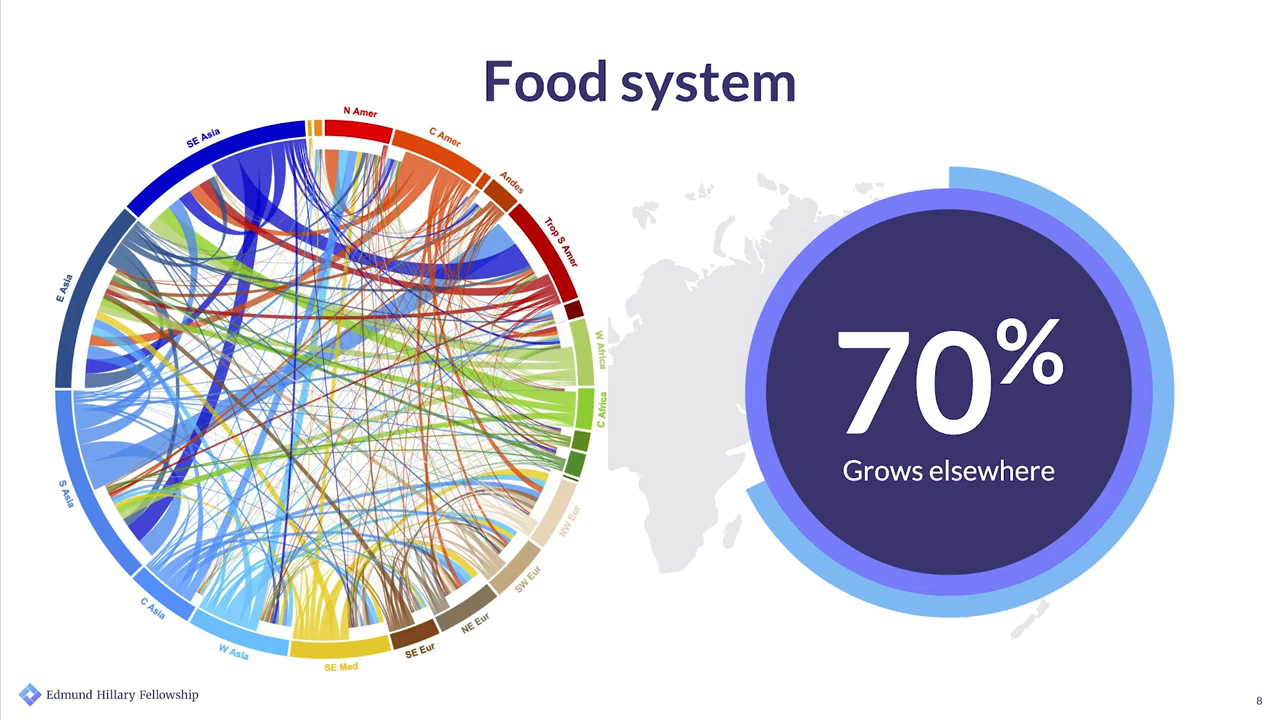 Food system
N Amer
C Amer
Andes
Trop S Amer
W Africa
C Africa
NW Eur
SW Eur
NE Eur
SE Eur
SE Med
W Asia
C Asia
S Asia
E Asia
SE Asia
70%
Grows elsewhere
Edmund Hillary Fellowship
8